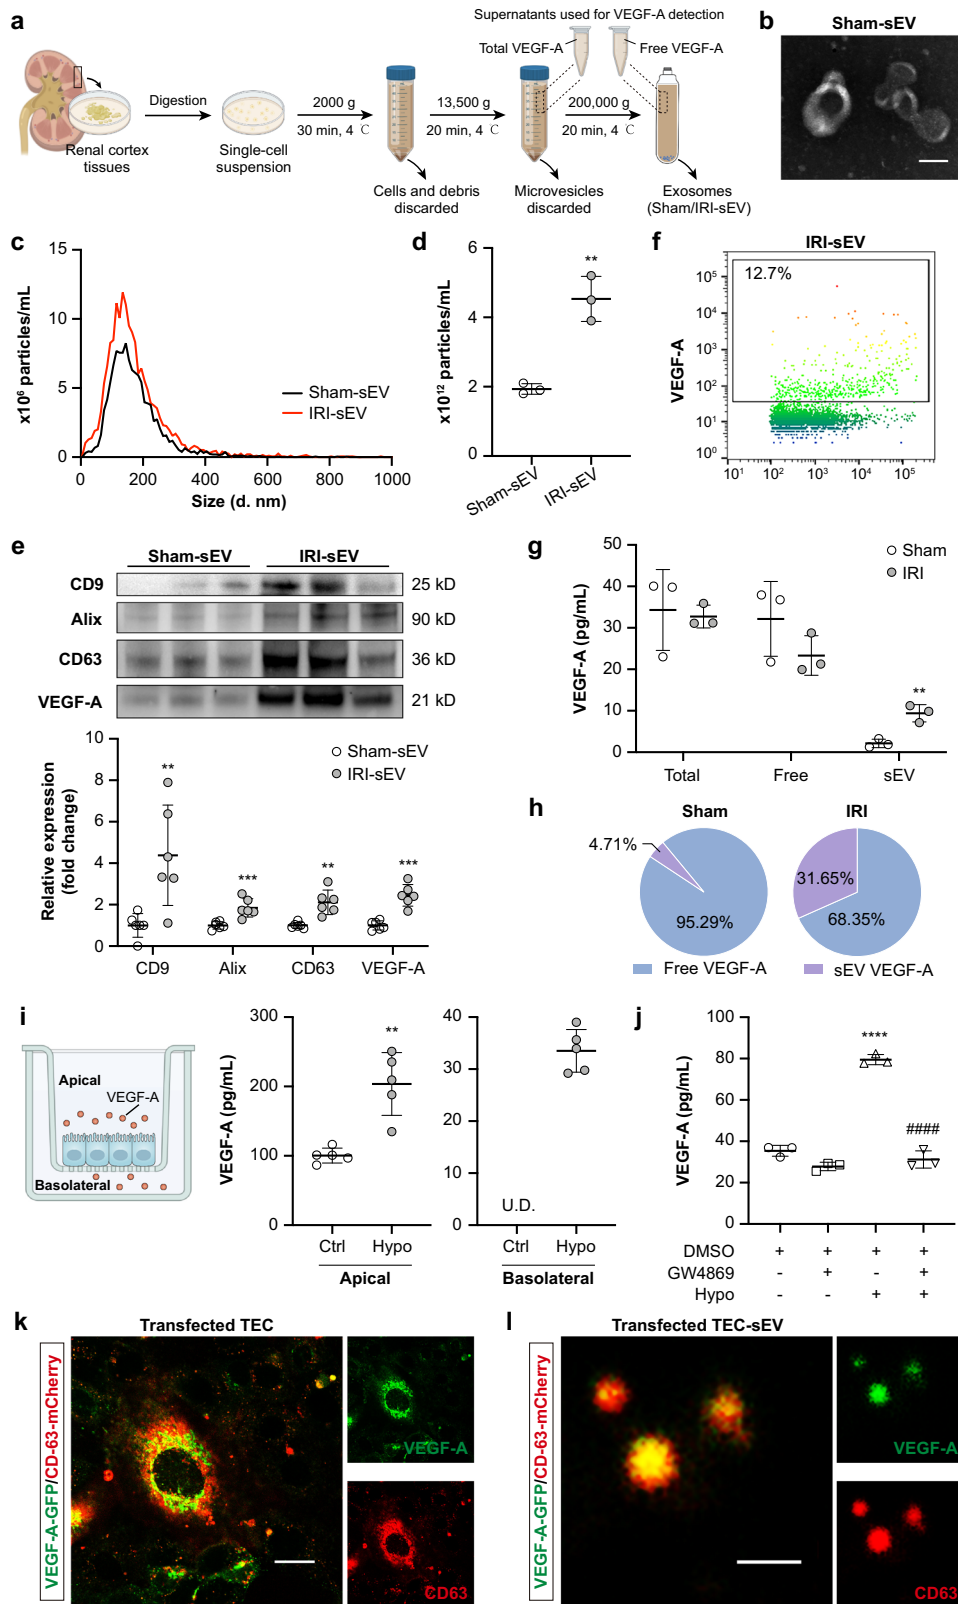 a
Supernatants used for VEGF-A detection
Total VEGF-A
Free VEGF-A
Digestion
2000 g
13,500 g
200,000 g
30 min, 4 ℃
20 min, 4 ℃
20 min, 4 ℃
Renal cortex
tissues
Single-cell
suspension
Cells and debris
discarded
Microvesicles
discarded
Exosomes
(Sham/IRI-sEV)
b
Sham-sEV
c
x10⁶ particles/mL
15
10
5
0
0
200
400
600
800
1000
Size (d. nm)
Sham-sEV
IRI-sEV
d
x10¹² particles/mL
6
4
2
0
**
Sham-sEV
IRI-sEV
f
IRI-sEV
12.7%
VEGF-A
10⁵
10⁴
10³
10²
10¹
10⁰
10¹
10²
10³
10⁴
10⁵
e
Sham-sEV
IRI-sEV
CD9
25 kD
Alix
90 kD
CD63
36 kD
VEGF-A
21 kD
Relative expression
(fold change)
10
8
6
4
2
0
Sham-sEV
IRI-sEV
**
***
**
***
CD9
Alix
CD63
VEGF-A
g
VEGF-A (pg/mL)
50
40
30
20
10
0
Sham
IRI
**
Total
Free
sEV
h
Sham
IRI
4.71%
95.29%
31.65%
68.35%
Free VEGF-A
sEV VEGF-A
i
Apical
VEGF-A
Basolateral
VEGF-A (pg/mL)
300
200
100
0
**
Ctrl
Hypo
Apical
40
30
20
10
0
U.D.
Ctrl
Hypo
Basolateral
j
VEGF-A (pg/mL)
100
80
60
40
20
0
****
####
DMSO + + + +
GW4869 - + - +
Hypo - - + +
k
Transfected TEC
VEGF-A-GFP/CD-63-mCherry
VEGF-A
CD63
l
Transfected TEC-sEV
VEGF-A-GFP/CD-63-mCherry
VEGF-A
CD63